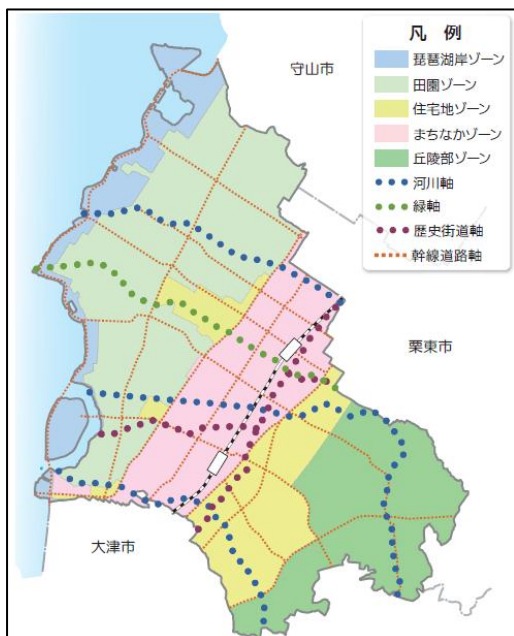 凡 例
琵琶湖岸ゾーン
田園ゾーン
住宅地ゾーン
まちなかゾーン
丘陵部ゾーン
河川軸
緑軸
歴史街道軸
幹線道路軸
守山市
栗東市
大津市